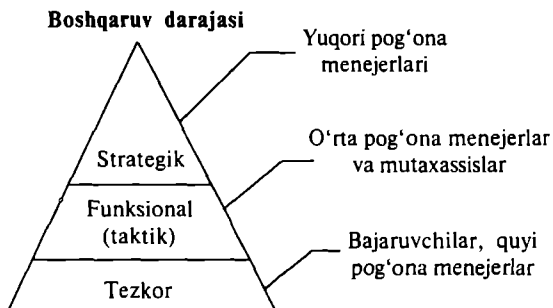 Boshqaruv darajasi
Yuqori pog‘ona
menejerlari
Strategik
O‘rta pog‘ona menejerlar
va mutaxassislar
Funksional
(taktik)
Bajaruvchilar, quyi
pog‘ona menejerlar
Tezkor